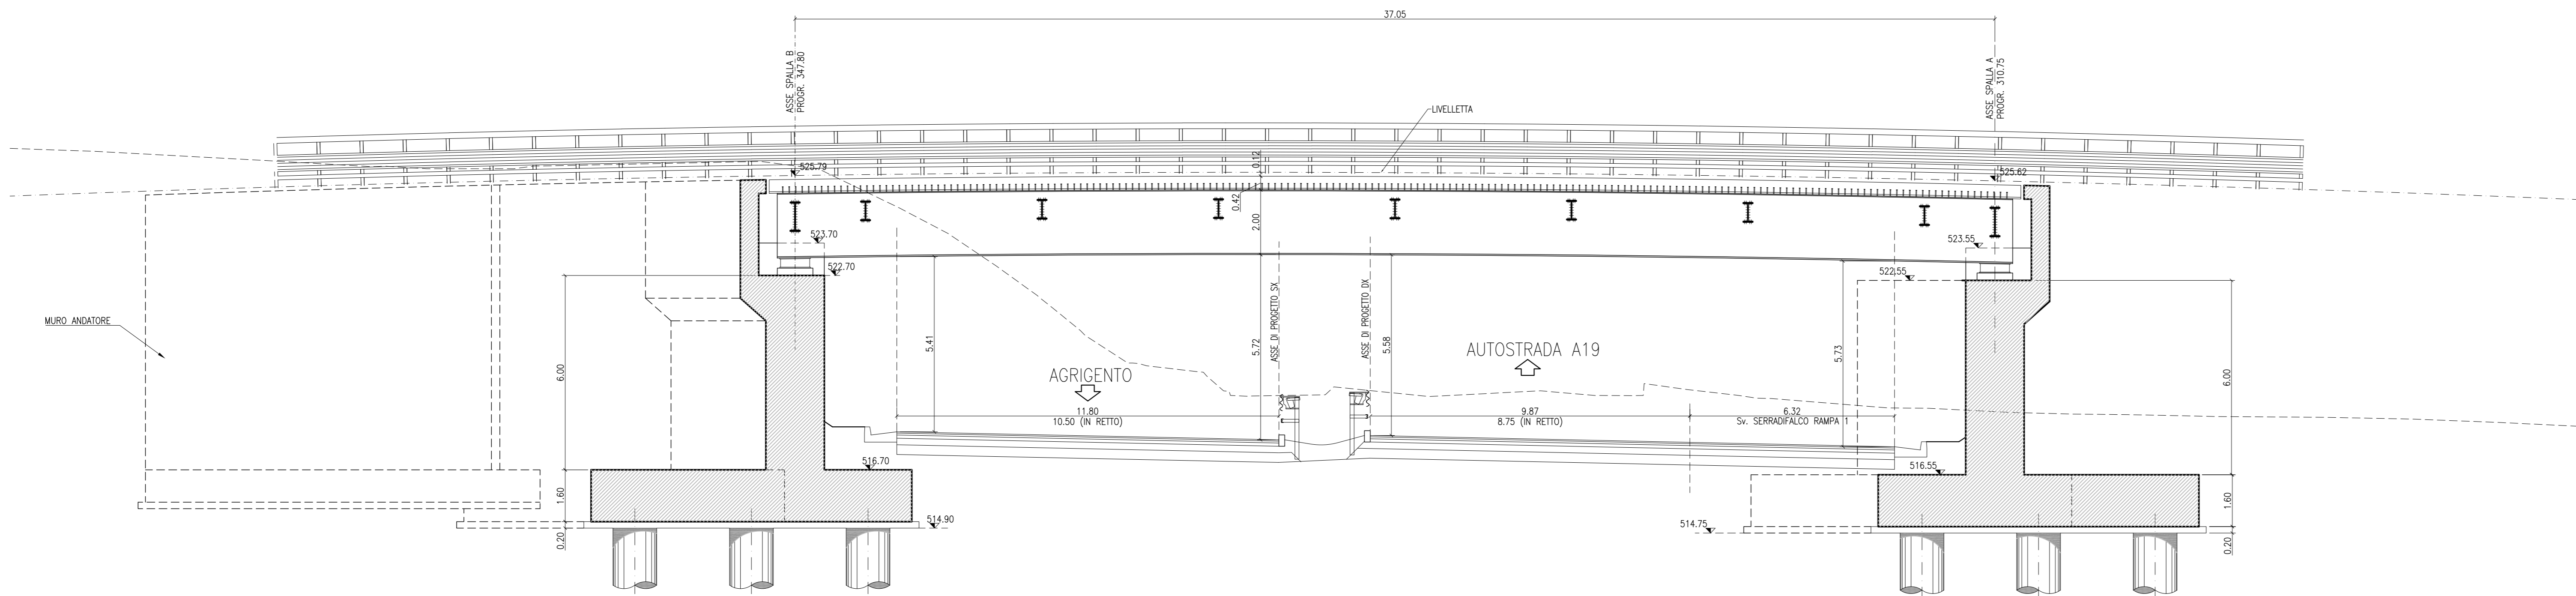 37.05
ASSE SPALLA B
PROGR. 347.80
ASSE SPALLA A
PROGR. 310.75
LIVELLETTA
0.12
525.79
525.62
0.42
2.00
523.70
523.55
522.70
522.55
MURO ANDATORE
ASSE DI PROGETTO SX
ASSE DI PROGETTO DX
5.41
5.72
5.58
5.73
AUTOSTRADA A19
AGRIGENTO
6.00
6.00
11.80
10.50 (IN RETTO)
9.87
8.75 (IN RETTO)
6.32
Sv. SERRADIFALCO RAMPA 1
516.70
516.55
1.60
1.60
514.90
514.75
0.20
0.20